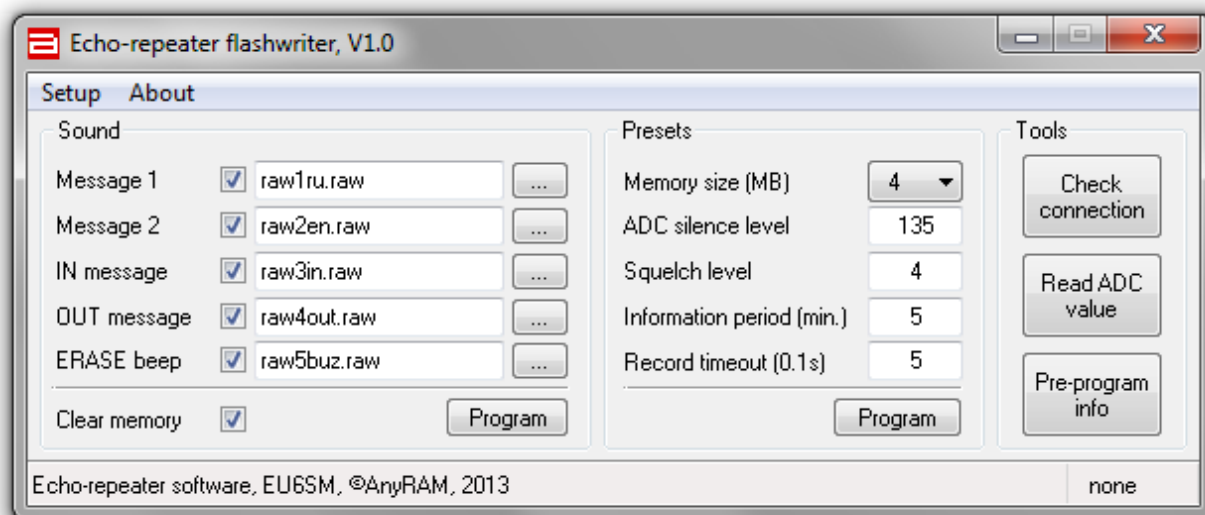 Echo-repeater flashwriter, V1.0
Setup About
Sound
Message 1 raw1ru.raw ...
Message 2 raw2en.raw ...
IN message raw3in.raw ...
OUT message raw4out.raw ...
ERASE beep raw5buz.raw ...
Clear memory Program
Presets
Memory size (MB) 4
ADC silence level 135
Squelch level 4
Information period (min.) 5
Record timeout (0.1s) 5
Program
Tools
Check
connection
Read ADC
value
Pre-program
info
Echo-repeater software, EU6SM, ©AnyRAM, 2013 none